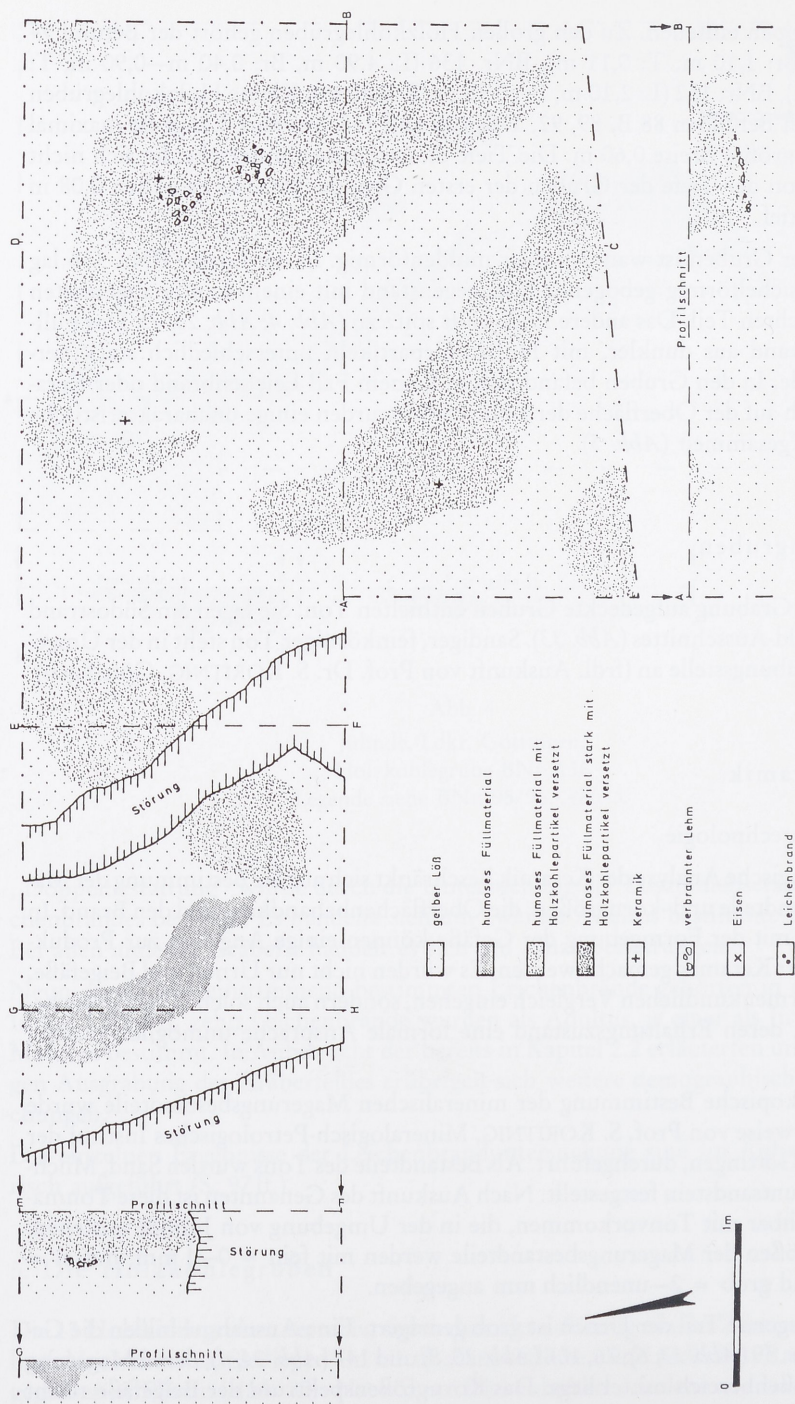 B
D
C
A
B
Profilschnitt
A
E
F
Störung
G
H
Störung
gelber Löß
humoses Füllmaterial
humoses Füllmaterial mit
Holzkohlepartikel versetzt
humoses Füllmaterial stark mit
Holzkohlepartikel versetzt
Keramik
verbrannter Lehm
Eisen
Leichenbrand
E
Profilschnitt
F
Störung
G
Profilschnitt
H
0
1m